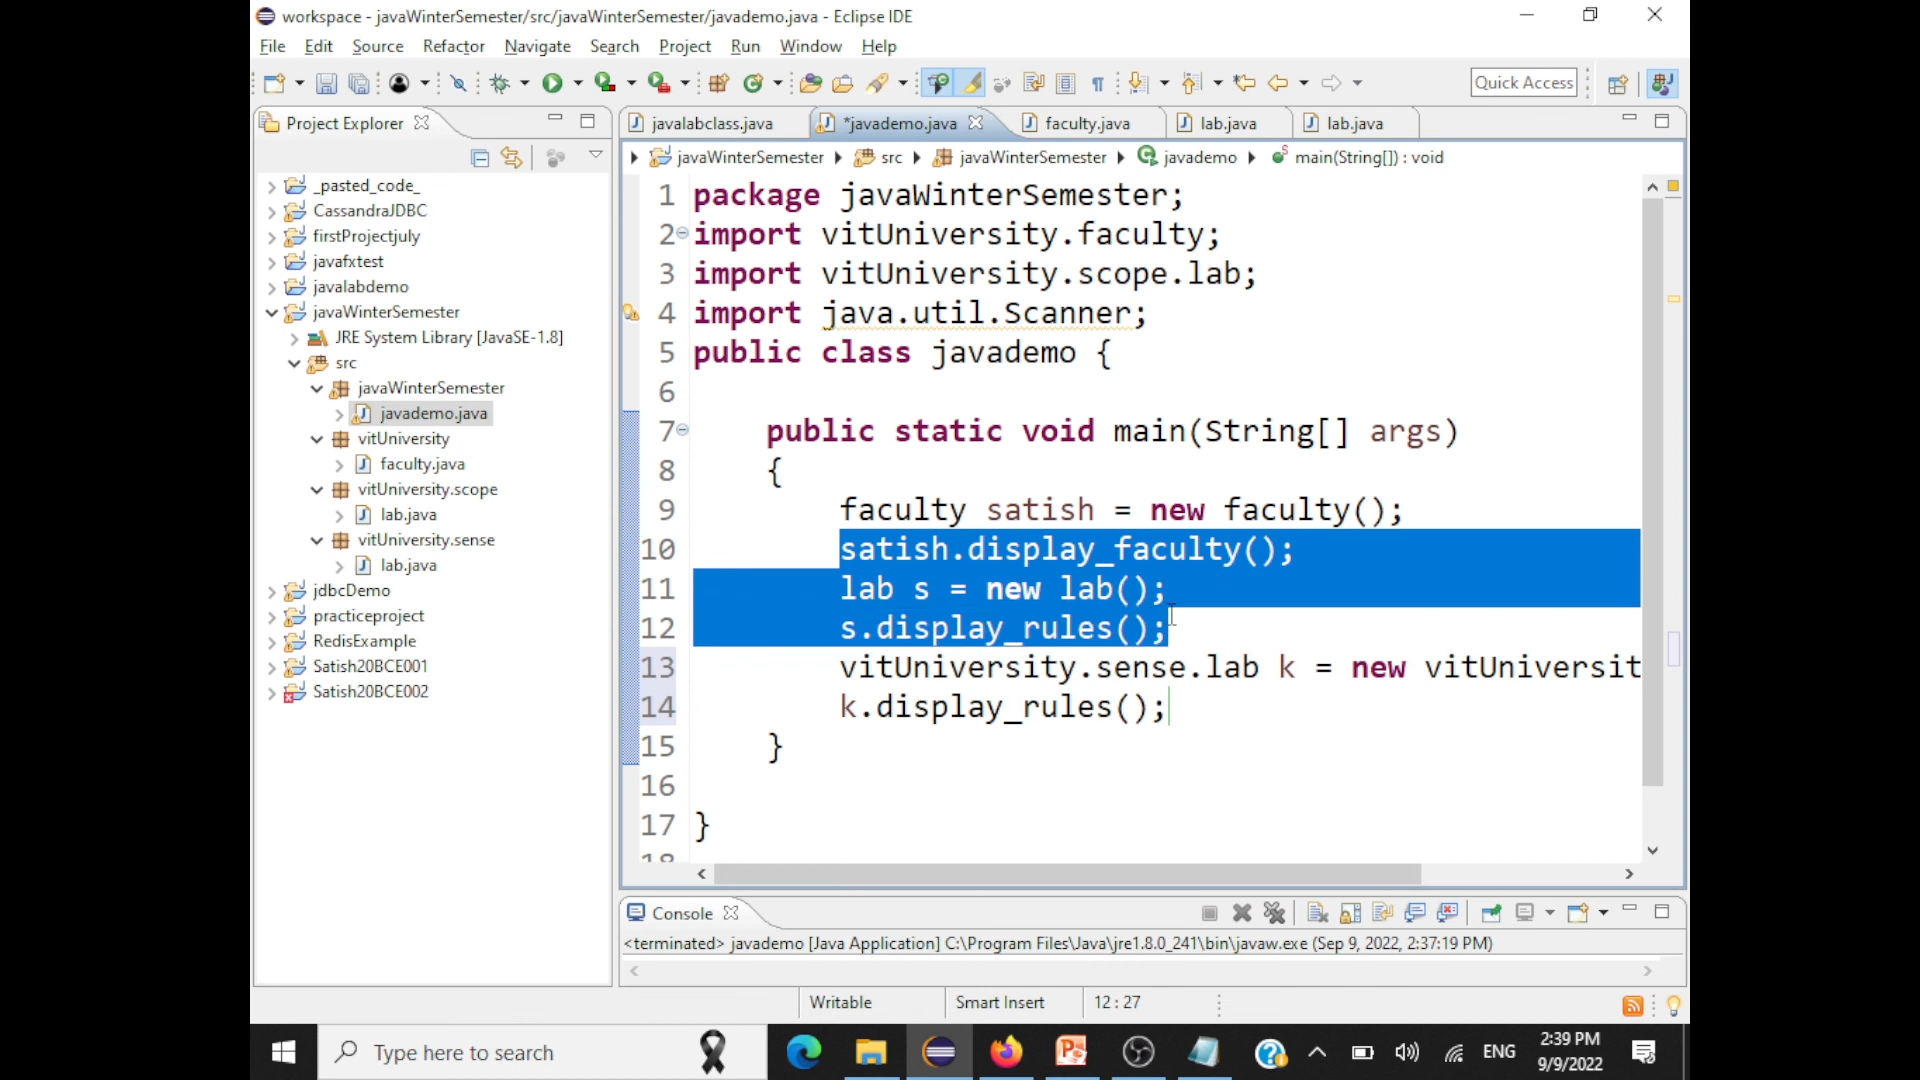 workspace - javaWinterSemester/src/javaWinterSemester/javademo.java - Eclipse IDE
File Edit Source Refactor Navigate Search Project Run Window Help
Quick Access
Project Explorer
_pasted_code_
CassandraJDBC
firstProjectjuly
javafxtest
javalabdemo
javaWinterSemester
JRE System Library [JavaSE-1.8]
src
javaWinterSemester
javademo.java
vitUniversity
faculty.java
vitUniversity.scope
lab.java
vitUniversity.sense
lab.java
jdbcDemo
practiceproject
RedisExample
Satish20BCE001
Satish20BCE002
javalabclass.java *javademo.java faculty.java lab.java lab.java
javaWinterSemester src javaWinterSemester javademo main(String[]) : void
1 package javaWinterSemester;
2 import vitUniversity.faculty;
3 import vitUniversity.scope.lab;
4 import java.util.Scanner;
5 public class javademo {
6
7 public static void main(String[] args)
8 {
9 faculty satish = new faculty();
10 satish.display_faculty();
11 lab s = new lab();
12 s.display_rules();
13 vitUniversity.sense.lab k = new vitUniversit
14 k.display_rules();
15 }
16
17 }
18
Console
<terminated> javademo [Java Application] C:\Program Files\Java\jre1.8.0_241\bin\javaw.exe (Sep 9, 2022, 2:37:19 PM)
Writable Smart Insert 12 : 27
Type here to search
ENG
2:39 PM
9/9/2022